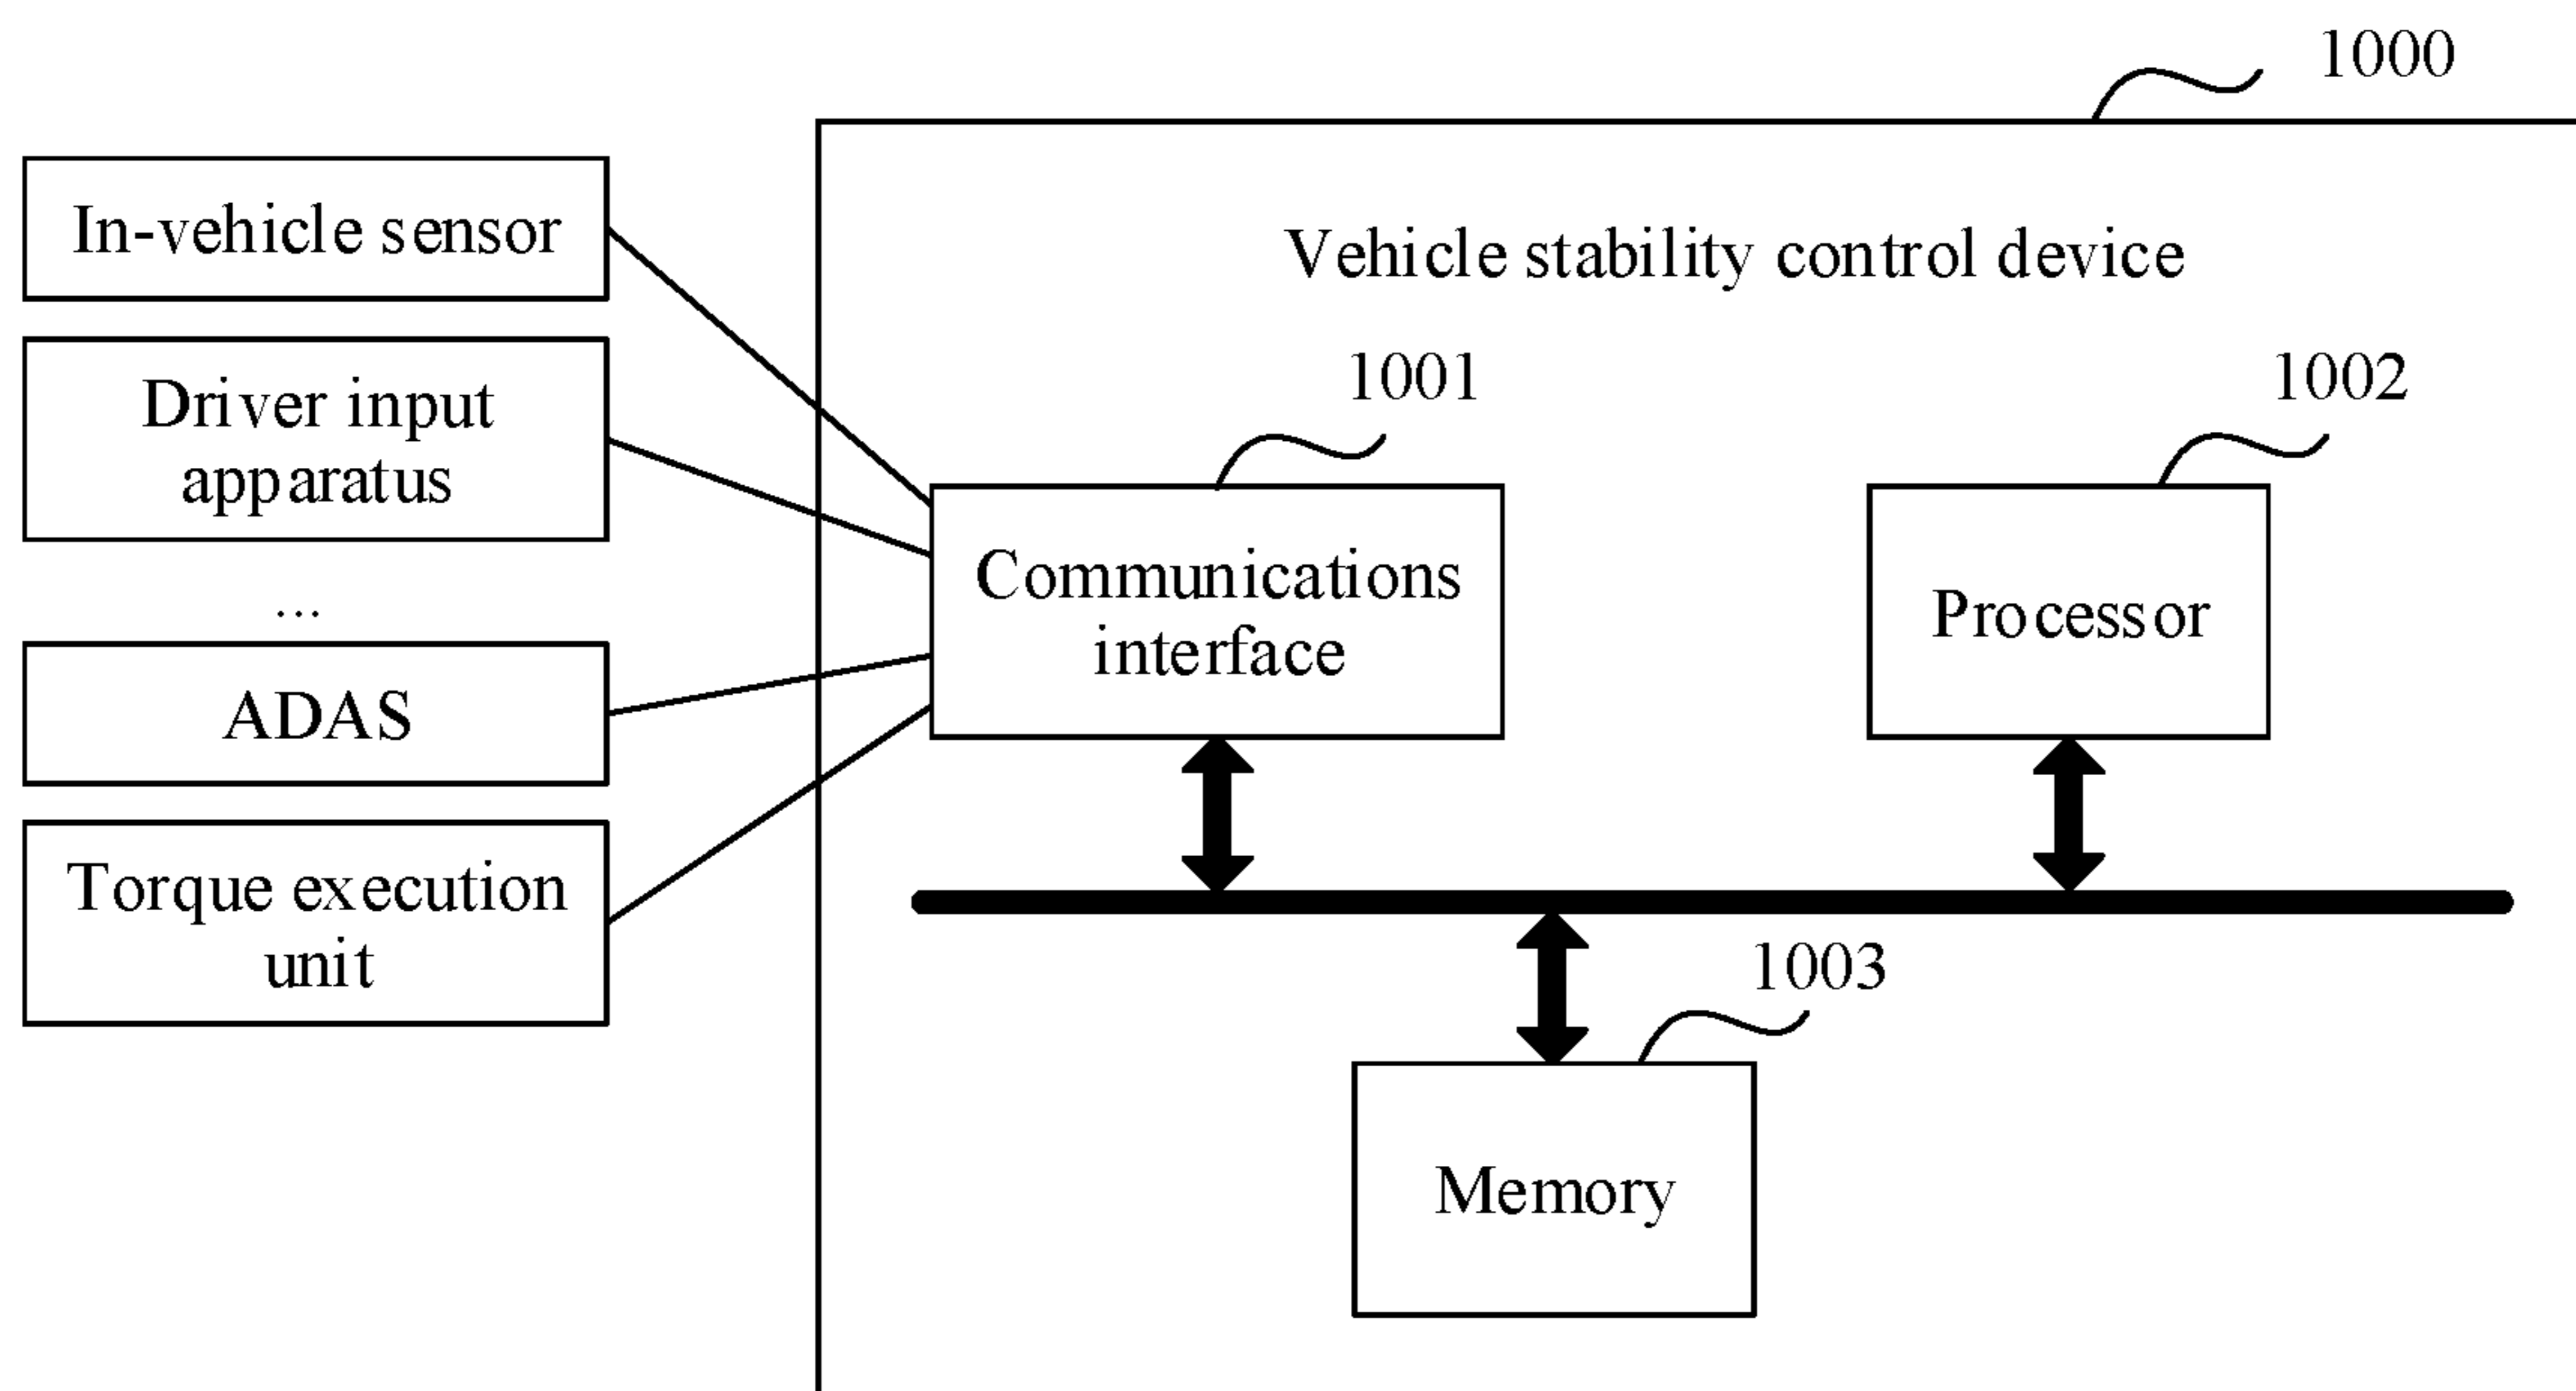 1000
In-vehicle sensor
Vehicle stability control device
Driver input
apparatus
1001
1002
Communications
interface
Processor
...
ADAS
Torque execution
unit
1003
Memory